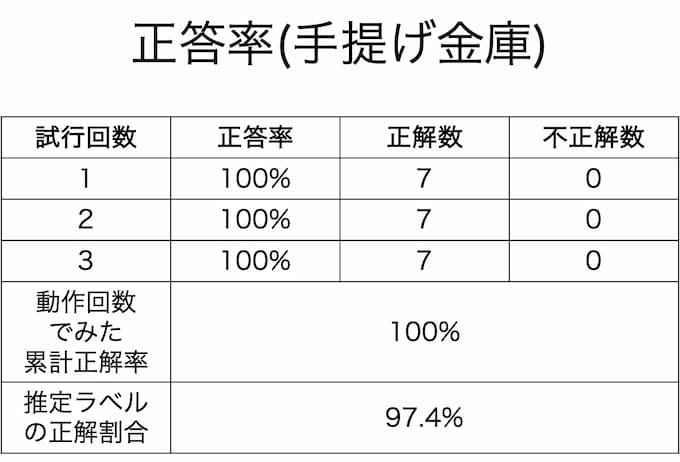 正答率(手提げ金庫)
試行回数 正答率 正解数 不正解数
1 100% 7 0
2 100% 7 0
3 100% 7 0
動作回数
でみた
累計正解率
100%
推定ラベル
の正解割合
97.4%